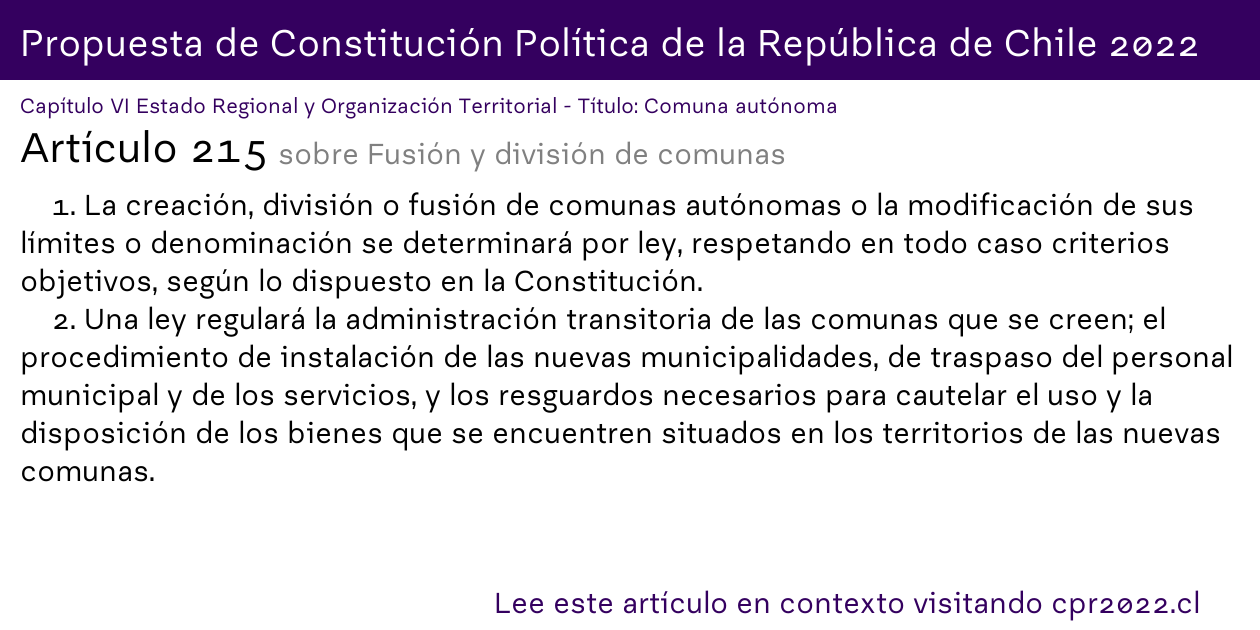 Propuesta de Constitución Política de la República de Chile 2022
Capítulo VI Estado Regional y Organización Territorial - Título: Comuna autónoma
Artículo 215 sobre Fusión y división de comunas
1. La creación, división o fusión de comunas autónomas o la modificación de sus
límites o denominación se determinará por ley, respetando en todo caso criterios
objetivos, según lo dispuesto en la Constitución.
2. Una ley regulará la administración transitoria de las comunas que se creen; el
procedimiento de instalación de las nuevas municipalidades, de traspaso del personal
municipal y de los servicios, y los resguardos necesarios para cautelar el uso y la
disposición de los bienes que se encuentren situados en los territorios de las nuevas
comunas.
Lee este artículo en contexto visitando cpr2022.cl